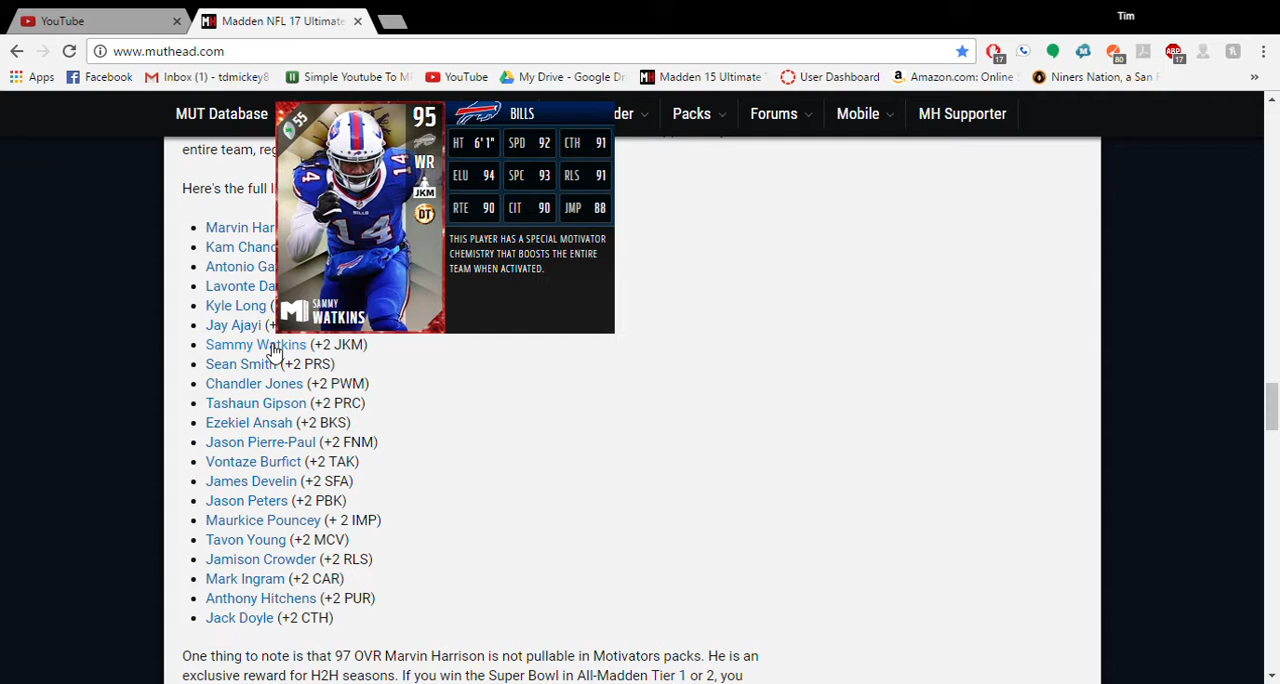 YouTube
Madden NFL 17 Ultimate
Tim
www.muthead.com
17
80
17
Apps
Facebook
Inbox (1) - tdmickey8
Simple Youtube To M
YouTube
My Drive - Google Dr
Madden 15 Ultimate T
User Dashboard
Amazon.com: Online S
Niners Nation, a San F
»
MUT Database
der
Packs
Forums
Mobile
MH Supporter
entire team, reg
Here's the full l
Marvin Har
Kam Chanc
Antonio Ga
Lavonte Da
Kyle Long (
Jay Ajayi (+
Sammy Watkins (+2 JKM)
Sean Smith (+2 PRS)
Chandler Jones (+2 PWM)
Tashaun Gipson (+2 PRC)
Ezekiel Ansah (+2 BKS)
Jason Pierre-Paul (+2 FNM)
Vontaze Burfict (+2 TAK)
James Develin (+2 SFA)
Jason Peters (+2 PBK)
Maurkice Pouncey (+ 2 IMP)
Tavon Young (+2 MCV)
Jamison Crowder (+2 RLS)
Mark Ingram (+2 CAR)
Anthony Hitchens (+2 PUR)
Jack Doyle (+2 CTH)
One thing to note is that 97 OVR Marvin Harrison is not pullable in Motivators packs. He is an
exclusive reward for H2H seasons. If you win the Super Bowl in All-Madden Tier 1 or 2, you
55
95
WR
JKM
DT
14
14
BILLS
14
SAMMY
WATKINS
BILLS
HT 6' 1" SPD 92 CTH 91
ELU 94 SPC 93 RLS 91
RTE 90 CIT 90 JMP 88
THIS PLAYER HAS A SPECIAL MOTIVATOR
CHEMISTRY THAT BOOSTS THE ENTIRE
TEAM WHEN ACTIVATED.